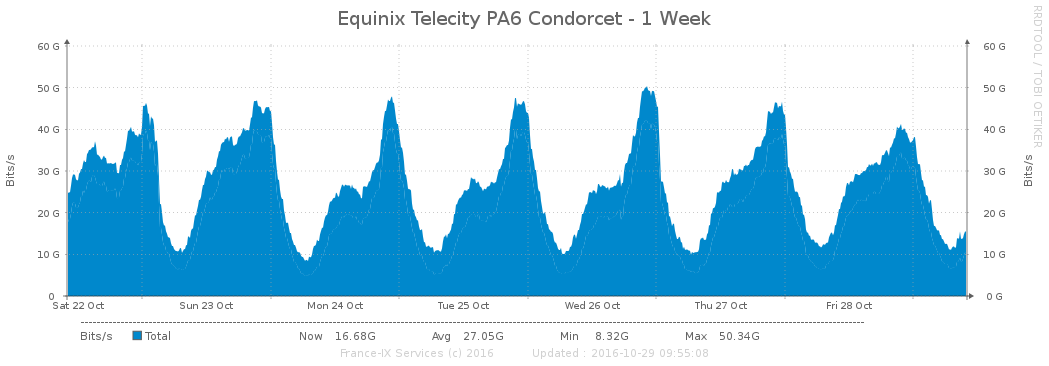 Equinix Telecity PA6 Condorcet - 1 Week
RRDTOOL / TOBI OETIKER
Bits/s
60 G
50 G
40 G
30 G
20 G
10 G
0
60 G
50 G
40 G
30 G
20 G
10 G
0 G
Bits/s
Sat 22 Oct Sun 23 Oct Mon 24 Oct Tue 25 Oct Wed 26 Oct Thu 27 Oct Fri 28 Oct
Bits/s Total Now 16.68G Avg 27.05G Min 8.32G Max 50.34G
France-IX Services (c) 2016 Updated : 2016-10-29 09:55:08